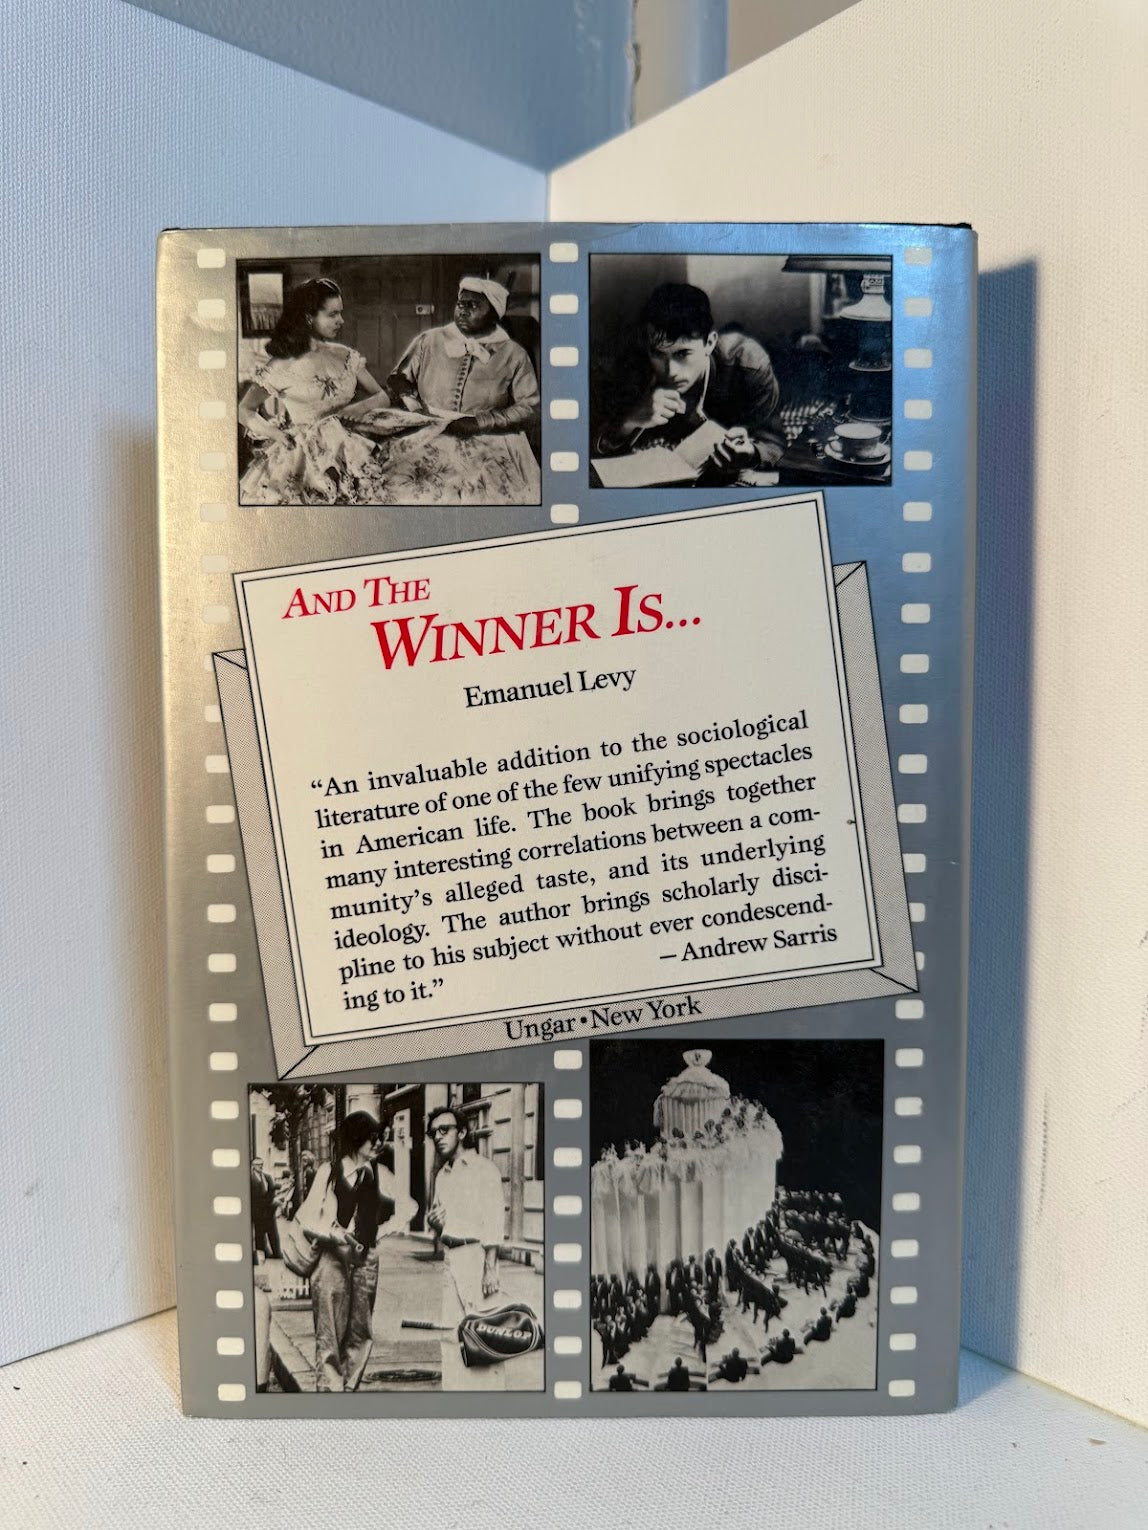 AND THE
WINNER IS...
Emanuel Levy
“An invaluable addition to the sociological
literature of one of the few unifying spectacles
in American life. The book brings together
many interesting correlations between a com-
munity’s alleged taste, and its underlying
ideology. The author brings scholarly disci-
pline to his subject without ever condescend-
ing to it.”
— Andrew Sarris
Ungar • New York
DUNLOP